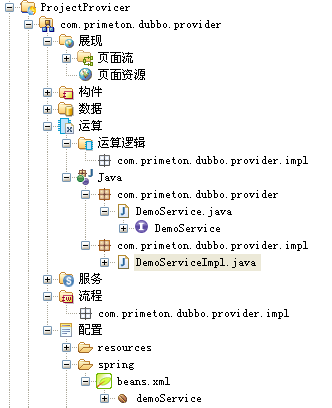 ProjectProvicer
com.primeton.dubbo.provider
展现
页面流
页面资源
构件
数据
运算
运算逻辑
com.primeton.dubbo.provider.impl
Java
com.primeton.dubbo.provider
DemoService.java
DemoService
com.primeton.dubbo.provider.impl
DemoServiceImpl.java
服务
流程
com.primeton.dubbo.provider.impl
配置
resources
spring
beans.xml
demoService